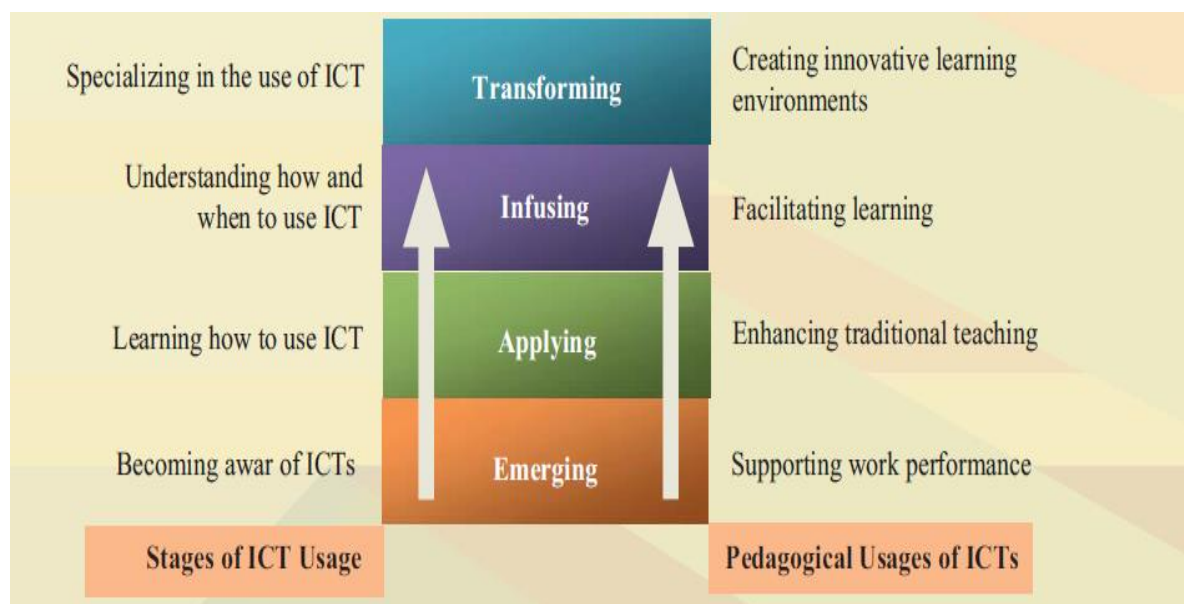 Specializing in the use of ICT
Transforming
Creating innovative learning
environments
Understanding how and
when to use ICT
Infusing
Facilitating learning
Learning how to use ICT
Applying
Enhancing traditional teaching
Becoming awar of ICTs
Emerging
Supporting work performance
Stages of ICT Usage
Pedagogical Usages of ICTs